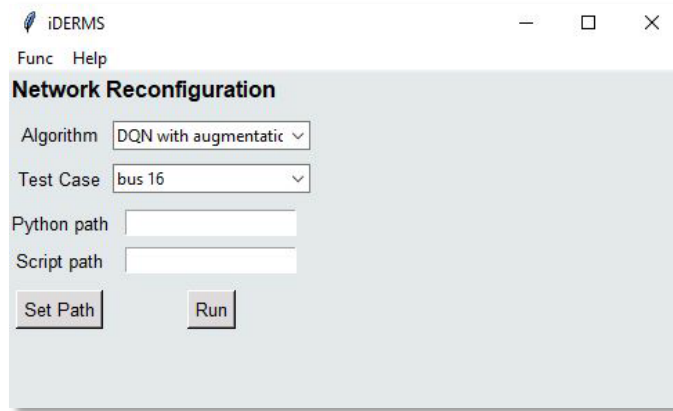 iDERMS
Func Help
Network Reconfiguration
Algorithm DQN with augmentatic
Test Case bus 16
Python path
Script path
Set Path Run